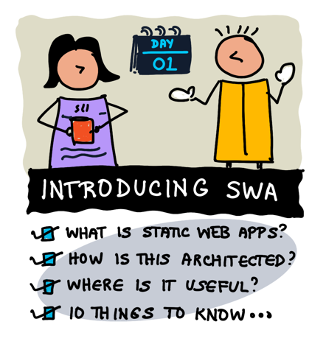 DAY
01
INTRODUCING SWA
WHAT IS STATIC WEB APPS?
HOW IS THIS ARCHITECTED?
WHERE IS IT USEFUL?
10 THINGS TO KNOW...